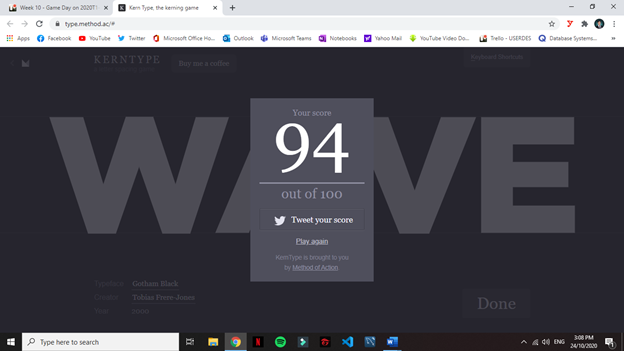 Week 10 - Game Day on 2020T
Kern Type, the kerning game
type.method.ac/#
Apps
Facebook
YouTube
Twitter
Microsoft Office Ho...
Outlook
Microsoft Teams
Notebooks
Yahoo Mail
YouTube Video Do...
Trello - USERDES
Database Systems...
KERNTYPE
Buy me a coffee
Keyboard shortcuts
WAVE
Your score
94
out of 100
Tweet your score
Play again
KernType is brought to you
by Method of Action
Typeface Gotham Black
Tobias Frere-Jones
Year 2000
Done
Type here to search
ENG
3:08 PM
24/10/2020